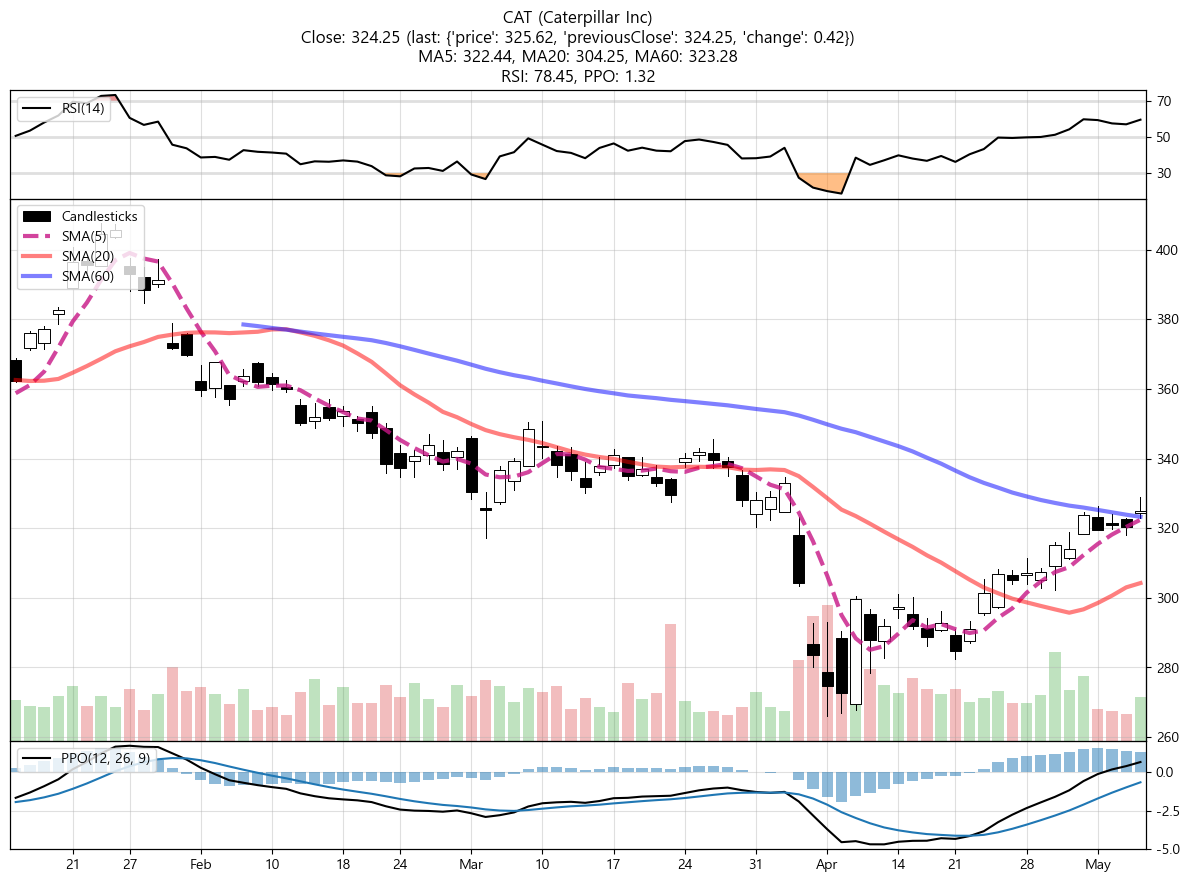 CAT (Caterpillar Inc)
Close: 324.25 (last: {'price': 325.62, 'previousClose': 324.25, 'change': 0.42})
MA5: 322.44, MA20: 304.25, MA60: 323.28
RSI: 78.45, PPO: 1.32
RSI(14)
70
50
30
Candlesticks
SMA(5)
SMA(20)
SMA(60)
400
380
360
340
320
300
280
260
PPO(12, 26, 9)
0.0
-2.5
-5.0
21 27 Feb 10 18 24 Mar 10 17 24 31 Apr 14 21 28 May